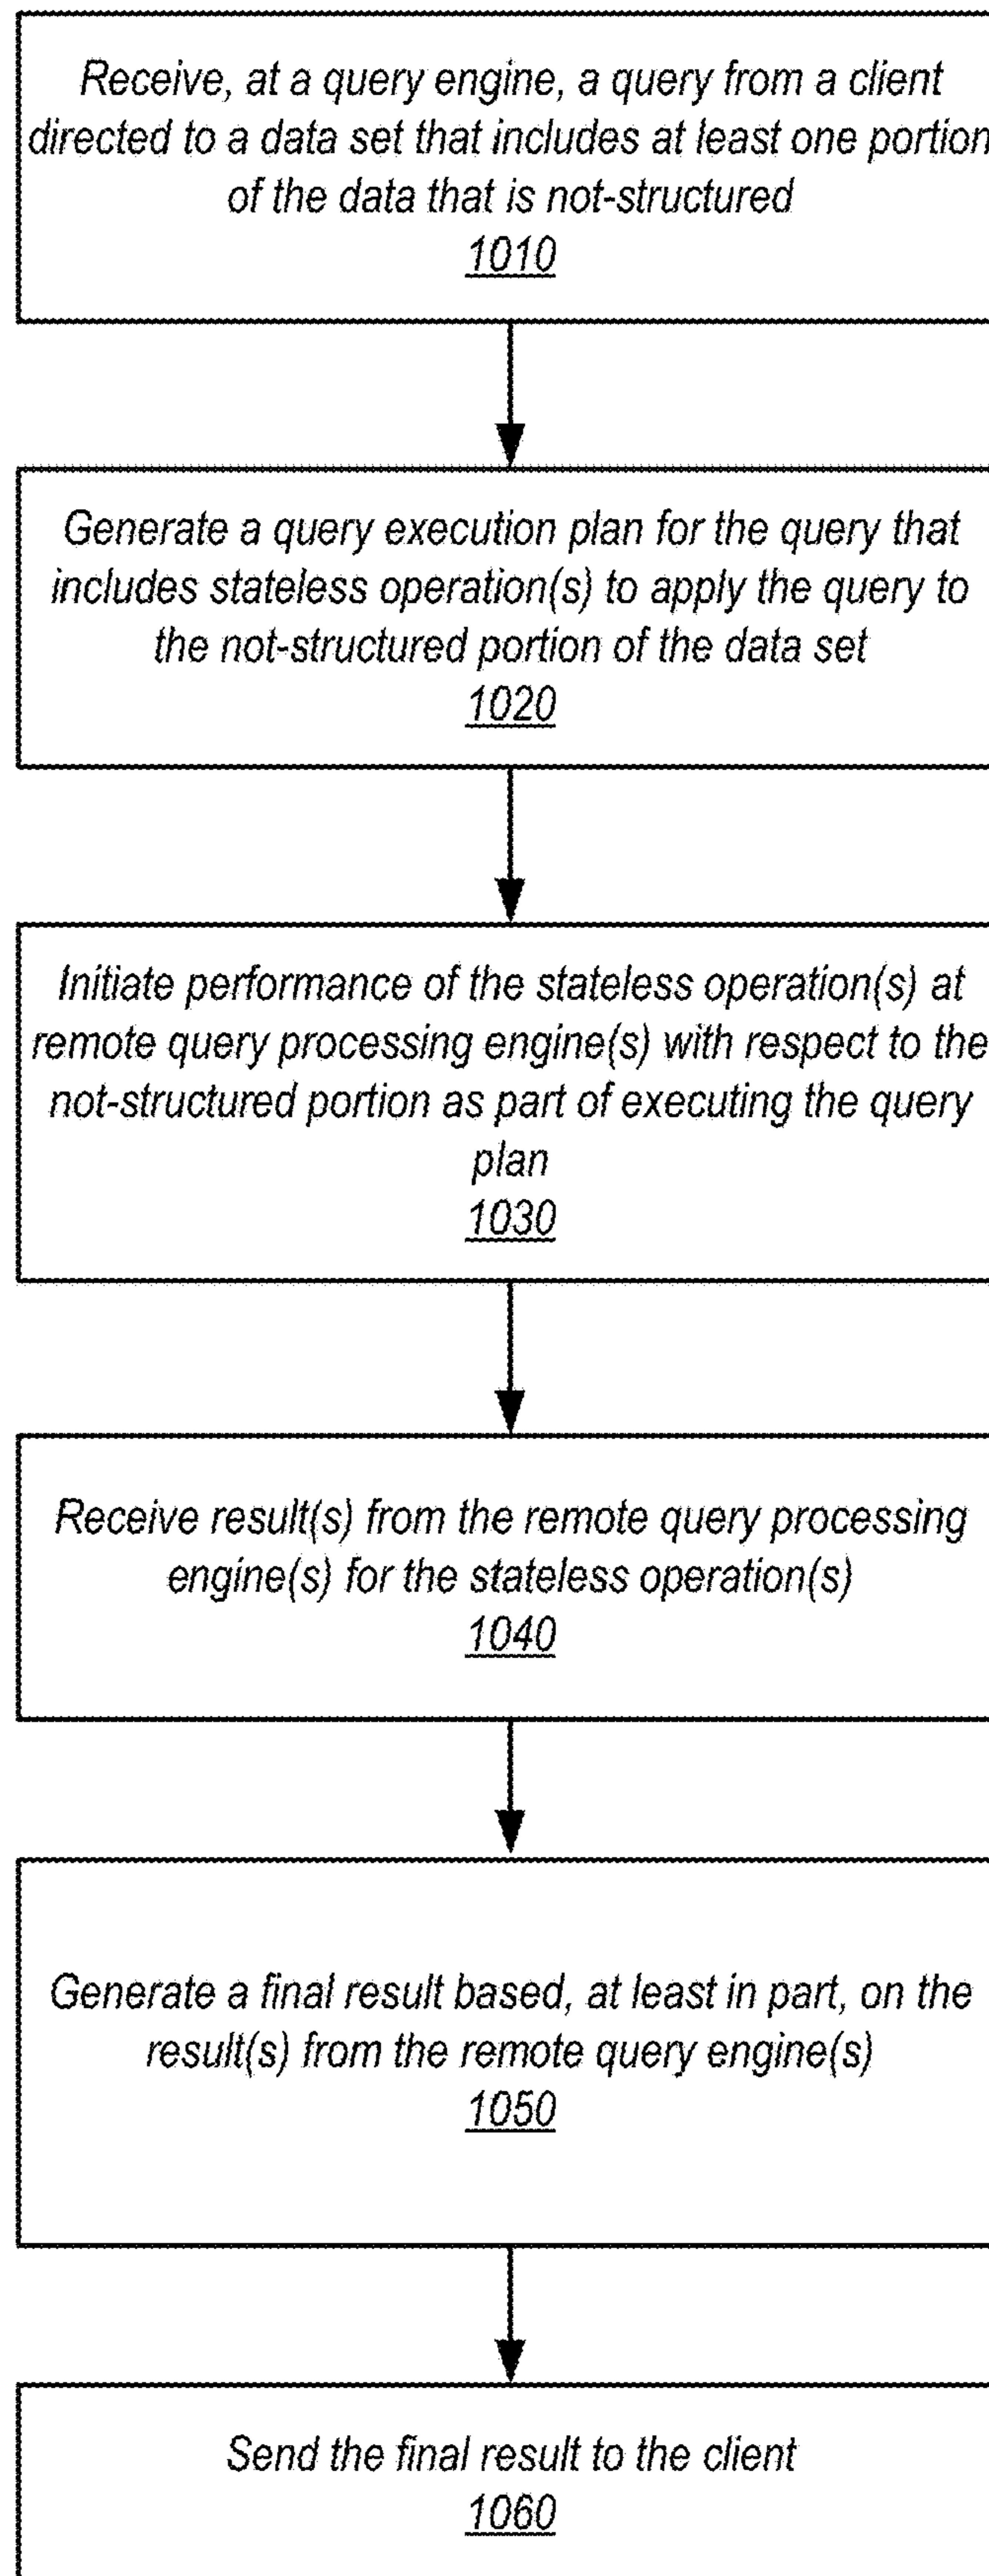 Receive, at a query engine, a query from a client
directed to a data set that includes at least one portion
of the data that is not-structured
1010
Generate a query execution plan for the query that
includes stateless operation(s) to apply the query to
the not-structured portion of the data set
1020
Initiate performance of the stateless operation(s) at
remote query processing engine(s) with respect to the
not-structured portion as part of executing the query
plan
1030
Receive result(s) from the remote query processing
engine(s) for the stateless operation(s)
1040
Generate a final result based, at least in part, on the
result(s) from the remote query engine(s)
1050
Send the final result to the client
1060